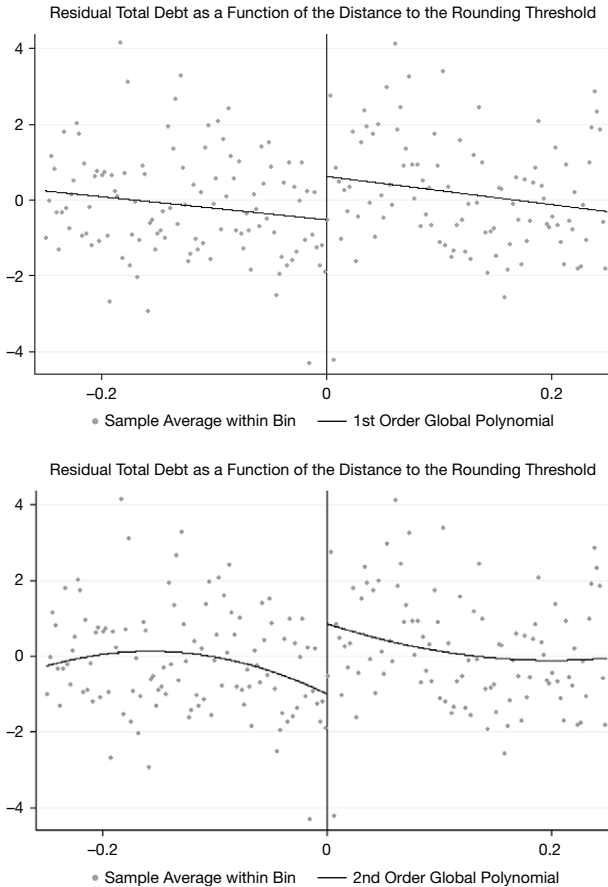 Residual Total Debt as a Function of the Distance to the Rounding Threshold
4
2
0
−2
−4
−0.2 0 0.2
Sample Average within Bin 1st Order Global Polynomial
Residual Total Debt as a Function of the Distance to the Rounding Threshold
4
2
0
−2
−4
−0.2 0 0.2
Sample Average within Bin 2nd Order Global Polynomial